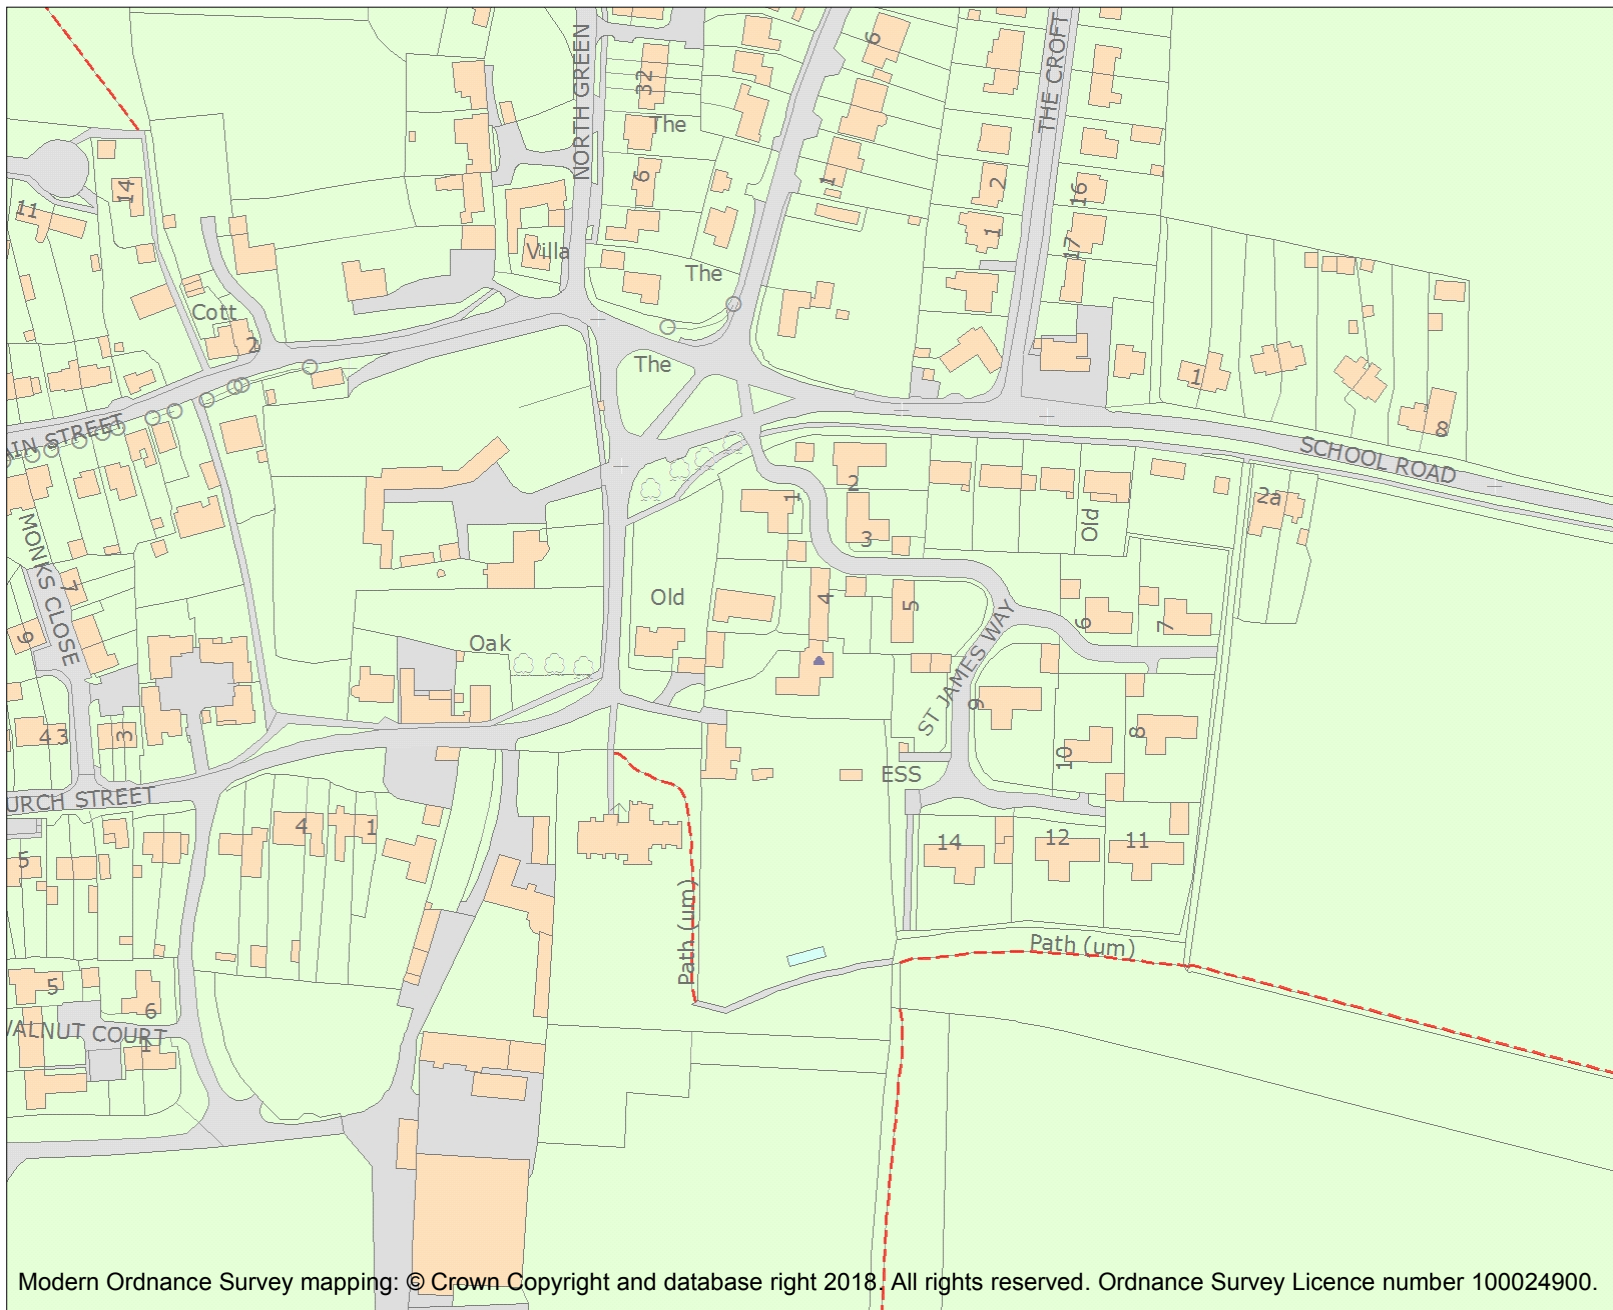 NORTH GREEN
THE CROFT
6
32
The
14
11
6
1
2
16
1
17
Villa
The
Cott
2
The
1
8
AIN STREET
SCHOOL ROAD
2
1
2a
3
Old
MONKS CLOSE
7
Old
4
5
6
7
9
Oak
ST JAMES WAY
9
43
3
10
8
ESS
URCH STREET
4
1
14
12
11
5
Path (um)
Path (um)
5
6
WALNUT COURT
1
Modern Ordnance Survey mapping: © Crown Copyright and database right 2018. All rights reserved. Ordnance Survey Licence number 100024900.